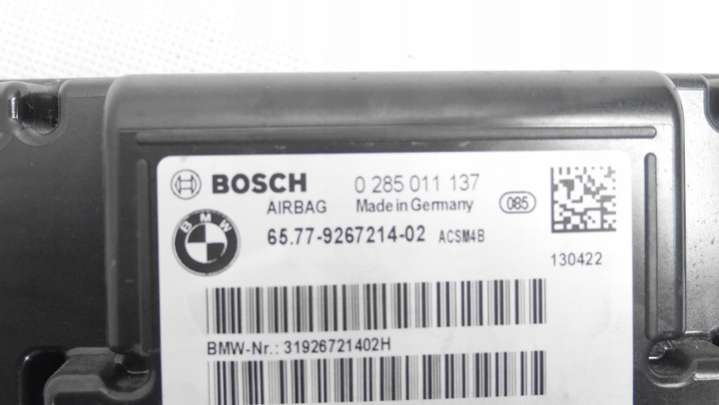 BOSCH 0 285 011 137
AIRBAG Made in Germany 085
BMW 65.77-9267214-02 ACSM4B
130422
BMW-Nr.: 31926721402H